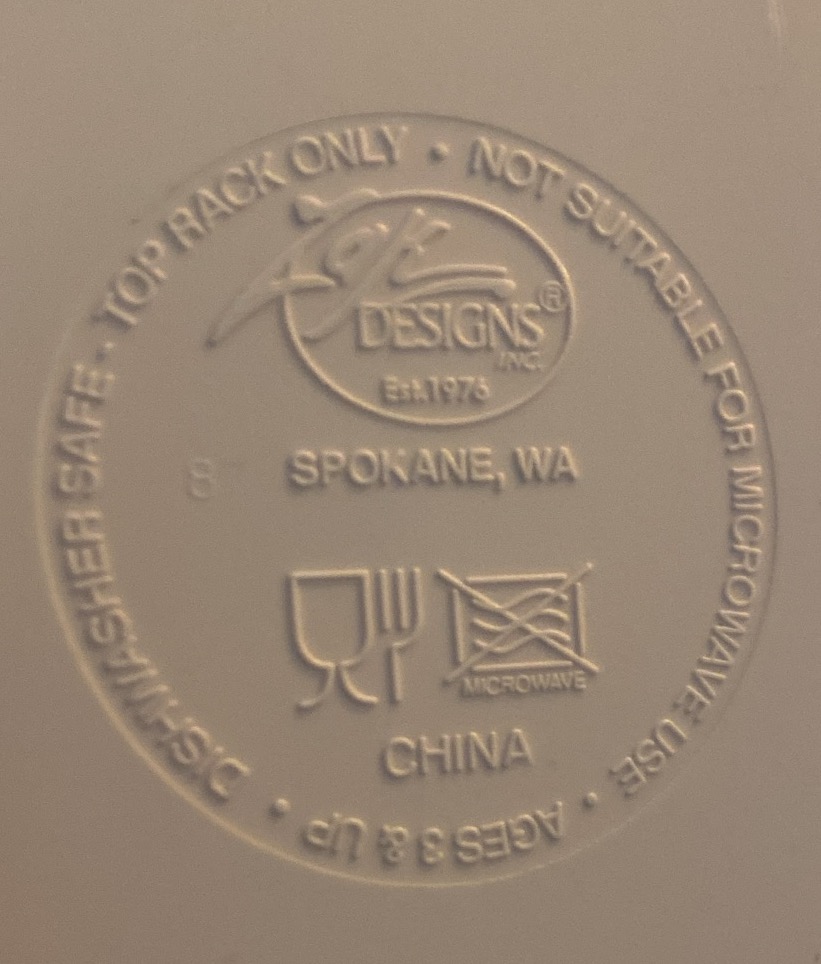 DISHWASHER SAFE · TOP RACK ONLY • NOT SUITABLE FOR MICROWAVE USE • AGES 3 & UP •
Zak
DESIGNS®
INC.
Est.1976
8
SPOKANE, WA
MICROWAVE
CHINA